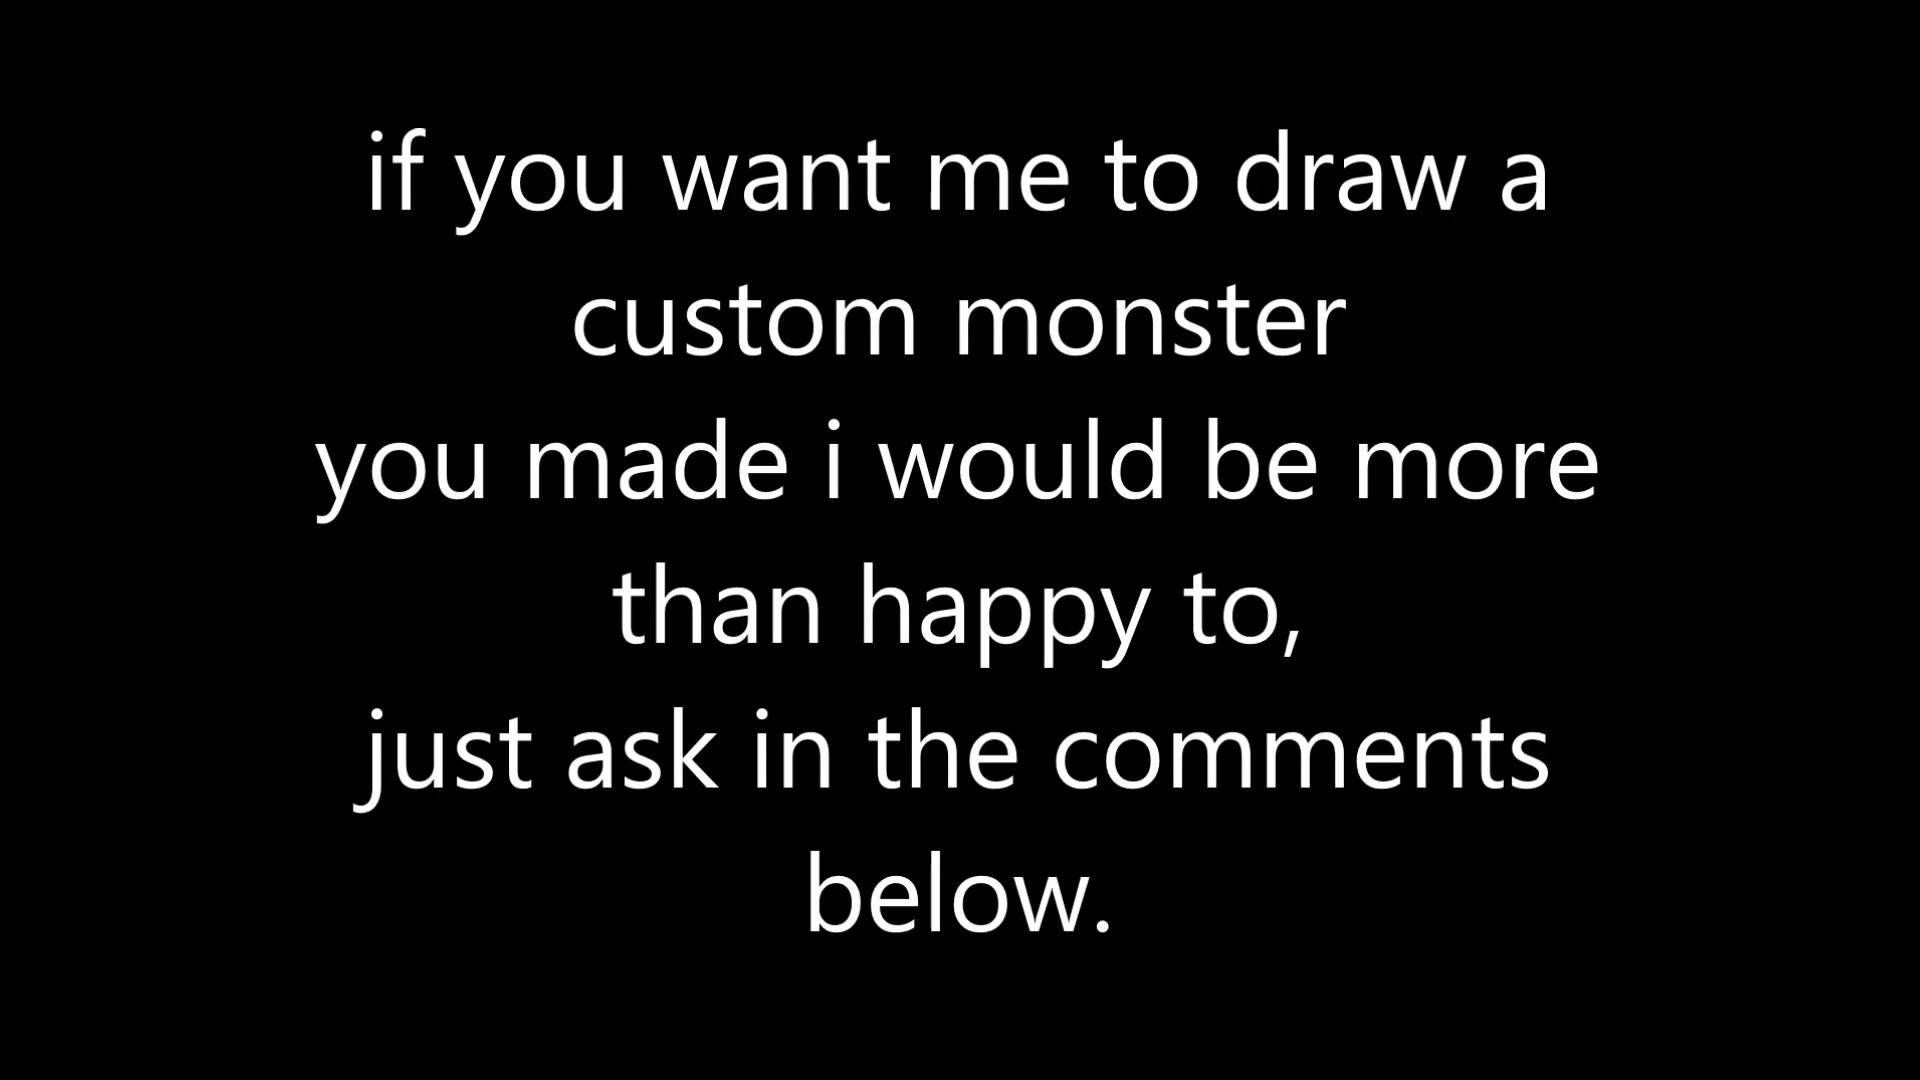 if you want me to draw a
custom monster
you made i would be more
than happy to,
just ask in the comments
below.